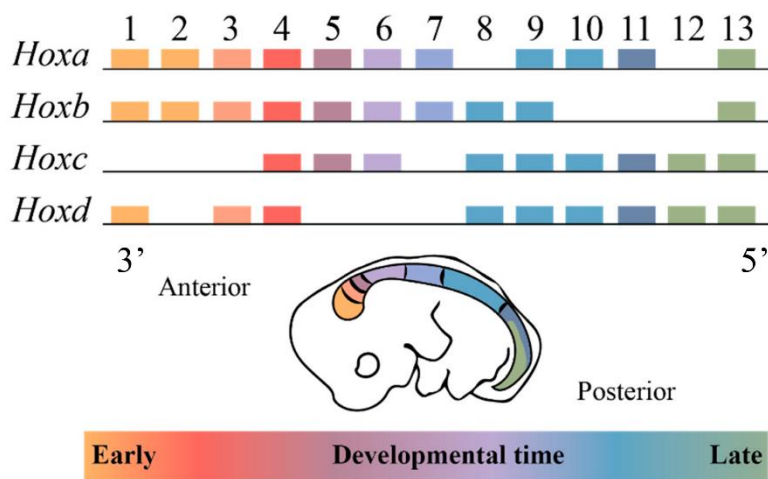 1 2 3 4 5 6 7 8 9 10 11 12 13
Hoxa
Hoxb
Hoxc
Hoxd
3’ 5’
Anterior
Posterior
Early Developmental time Late